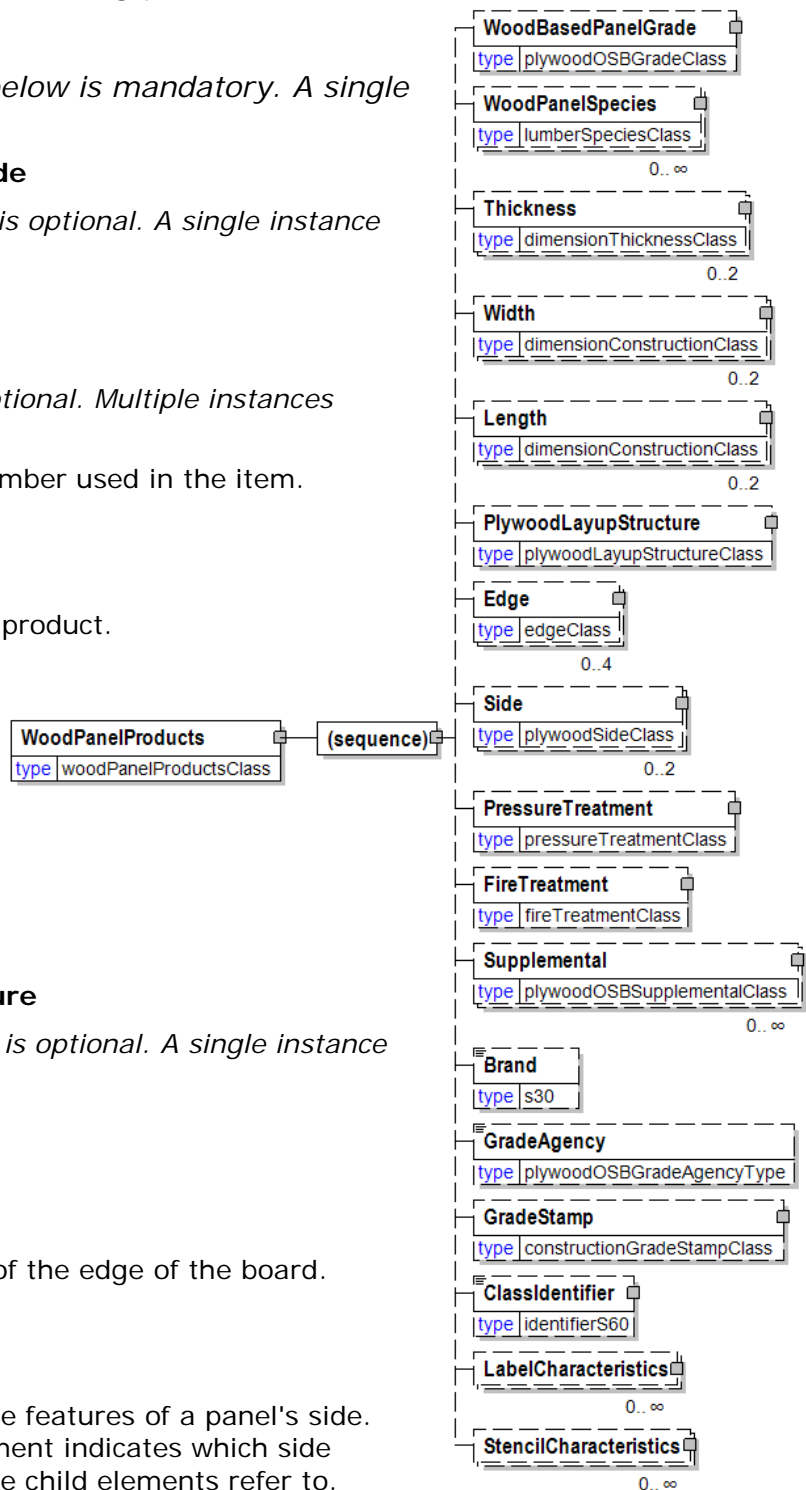 below is mandatory. A single
de
is optional. A single instance
otional. Multiple instances
mber used in the item.
product.
ure
is optional. A single instance
of the edge of the board.
e features of a panel's side.
ment indicates which side
e child elements refer to.
WoodPanelProducts
type woodPanelProductsClass
(sequence)
WoodBasedPanelGrade
type plywoodOSBGradeClass
WoodPanelSpecies
type lumberSpeciesClass
0.. ∞
Thickness
type dimensionThicknessClass
0..2
Width
type dimensionConstructionClass
0..2
Length
type dimensionConstructionClass
0..2
PlywoodLayupStructure
type plywoodLayupStructureClass
Edge
type edgeClass
0..4
Side
type plywoodSideClass
0..2
PressureTreatment
type pressureTreatmentClass
FireTreatment
type fireTreatmentClass
Supplemental
type plywoodOSBSupplementalClass
0.. ∞
Brand
type s30
GradeAgency
type plywoodOSBGradeAgencyType
GradeStamp
type constructionGradeStampClass
ClassIdentifier
type identifierS60
LabelCharacteristics
0.. ∞
StencilCharacteristics
0.. ∞